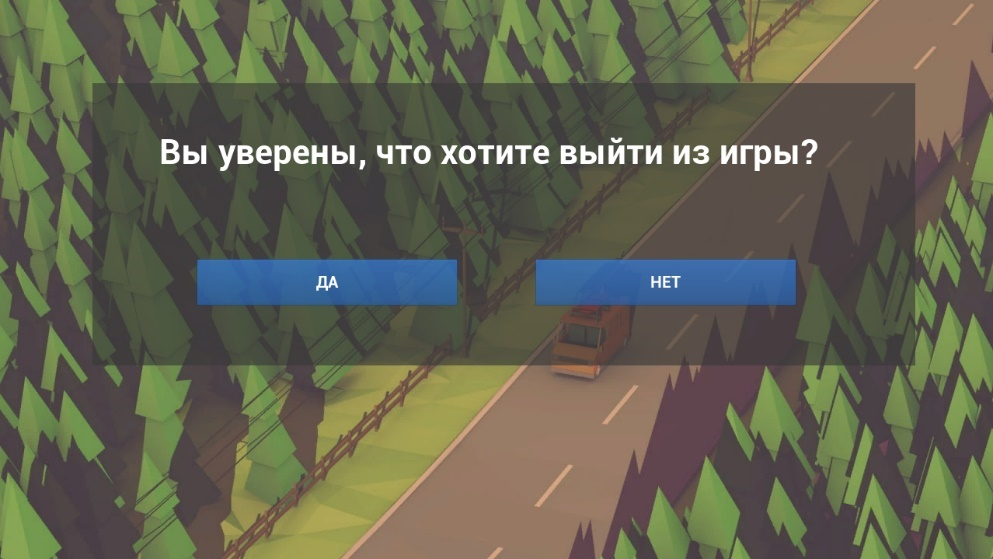 Вы уверены, что хотите выйти из игры?
ДА
НЕТ